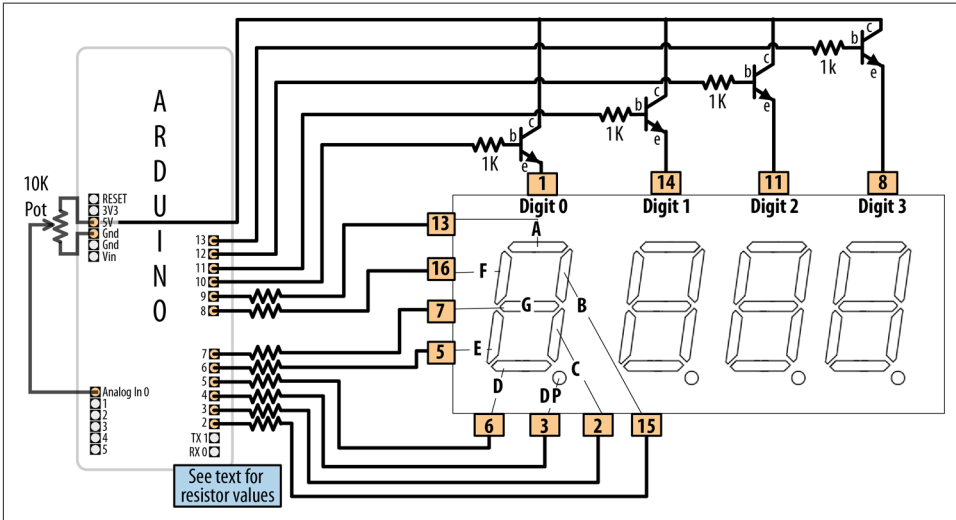 ARDUINO
10K
Pot
RESET
3V3
5V
Gnd
Gnd
Vin
13
12
11
10
9
8
7
6
5
4
3
2
TX 1
RX 0
Analog In 0
1
2
3
4
5
See text for
resistor values
1K
b
c
e
1K
b
c
e
1K
b
c
e
1k
b
c
e
1
14
11
8
Digit 0
Digit 1
Digit 2
Digit 3
13
16
7
5
A
F
G
B
E
C
D
DP
6
3
2
15